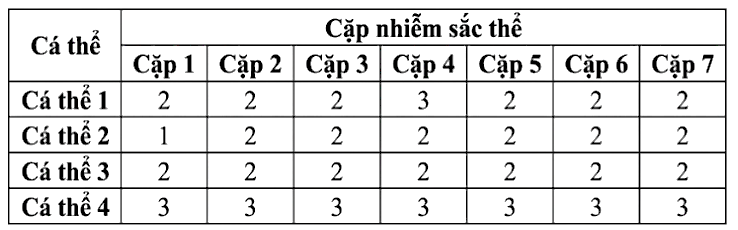 Cá thể Cặp nhiễm sắc thể
Cặp 1 Cặp 2 Cặp 3 Cặp 4 Cặp 5 Cặp 6 Cặp 7
Cá thể 1 2 2 2 3 2 2 2
Cá thể 2 1 2 2 2 2 2 2
Cá thể 3 2 2 2 2 2 2 2
Cá thể 4 3 3 3 3 3 3 3